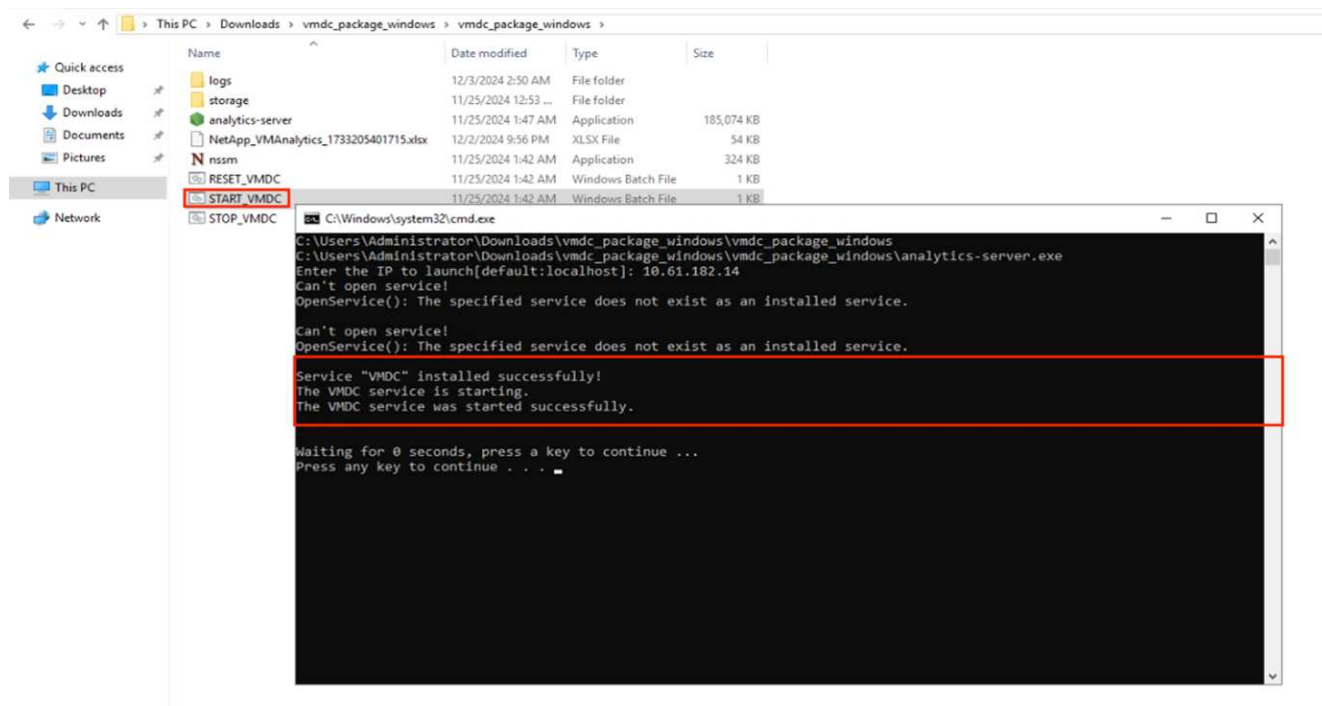 This PC > Downloads > vmdc_package_windows > vmdc_package_windows >
Name Date modified Type Size
Quick access
Desktop
Downloads
Documents
Pictures
This PC
Network
logs 12/3/2024 2:50 AM File folder
storage 11/25/2024 12:53 ... File folder
analytics-server 11/25/2024 1:47 AM Application 185,074 KB
NetApp_VMAnalytics_1733205401715.xlsx 12/2/2024 9:56 PM XLSX File 54 KB
N nssm 11/25/2024 1:42 AM Application 324 KB
RESET_VMDC 11/25/2024 1:42 AM Windows Batch File 1 KB
START_VMDC 11/25/2024 1:42 AM Windows Batch File 1 KB
STOP_VMDC
C:\Windows\system32\cmd.exe
C:\Users\Administrator\Downloads\vmdc_package_windows\vmdc_package_windows
C:\Users\Administrator\Downloads\vmdc_package_windows\vmdc_package_windows\analytics-server.exe
Enter the IP to launch[default:localhost]: 10.61.182.14
Can't open service!
OpenService(): The specified service does not exist as an installed service.
Can't open service!
OpenService(): The specified service does not exist as an installed service.
Service "VMDC" installed successfully!
The VMDC service is starting.
The VMDC service was started successfully.
Waiting for 0 seconds, press a key to continue ...
Press any key to continue . . .